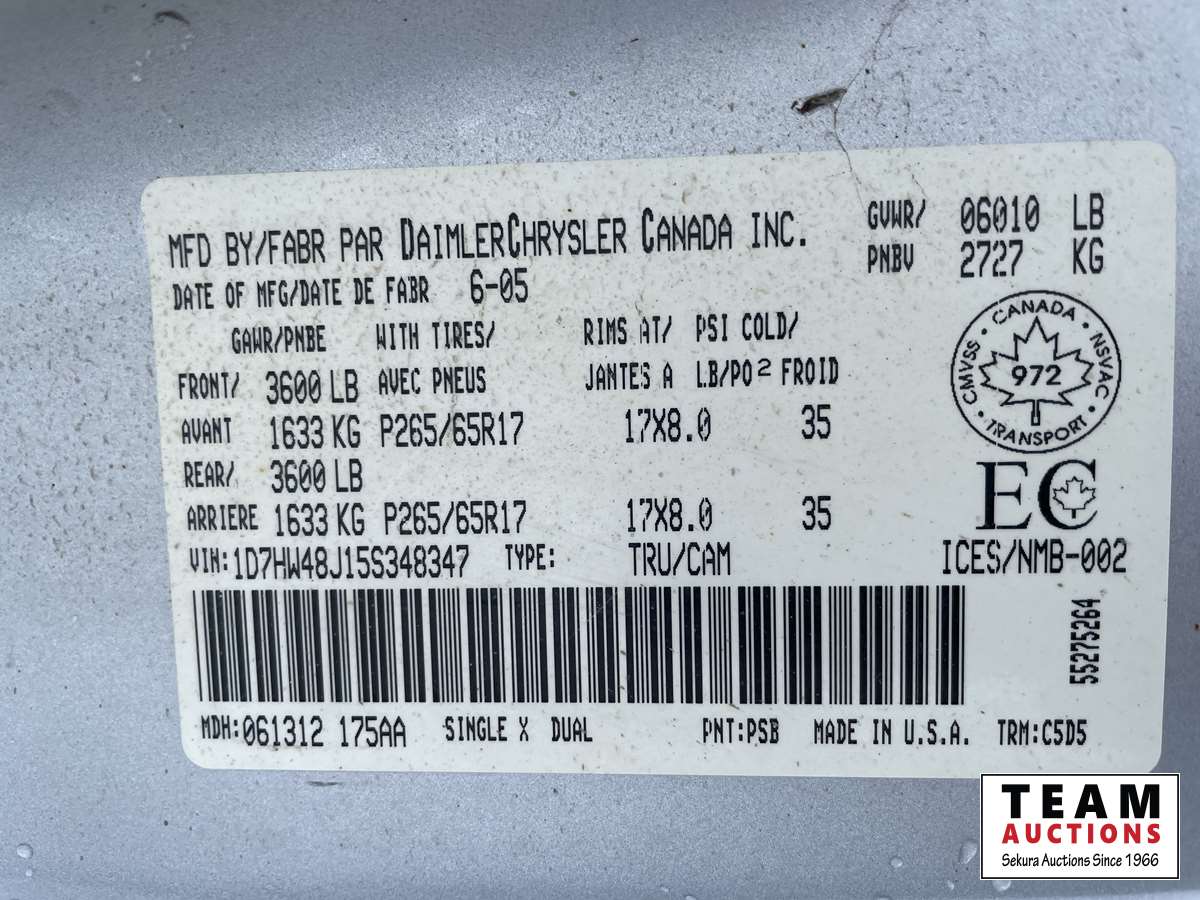 MFD BY/FABR PAR DAIMLERCHRYSLER CANADA INC.
GVWR/ 06010 LB
PNBV 2727 KG
DATE OF MFG/DATE DE FABR 6-05
GAWR/PNBE WITH TIRES/ RIMS AT/ PSI COLD/
FRONT/ 3600 LB AVEC PNEUS JANTES A LB/PO² FROID
AVANT 1633 KG P265/65R17 17X8.0 35
REAR/ 3600 LB
ARRIERE 1633 KG P265/65R17 17X8.0 35
CANADA · NSVAC · TRANSPORT · CMVSS ·
972
EC
VIN:1D7HW48J15S348347 TYPE: TRU/CAM ICES/NMB-002
55275264
MDH:061312 175AA SINGLE X DUAL PNT:PSB MADE IN U.S.A. TRM:C5D5
TEAM
AUCTIONS
Sekura Auctions Since 1966